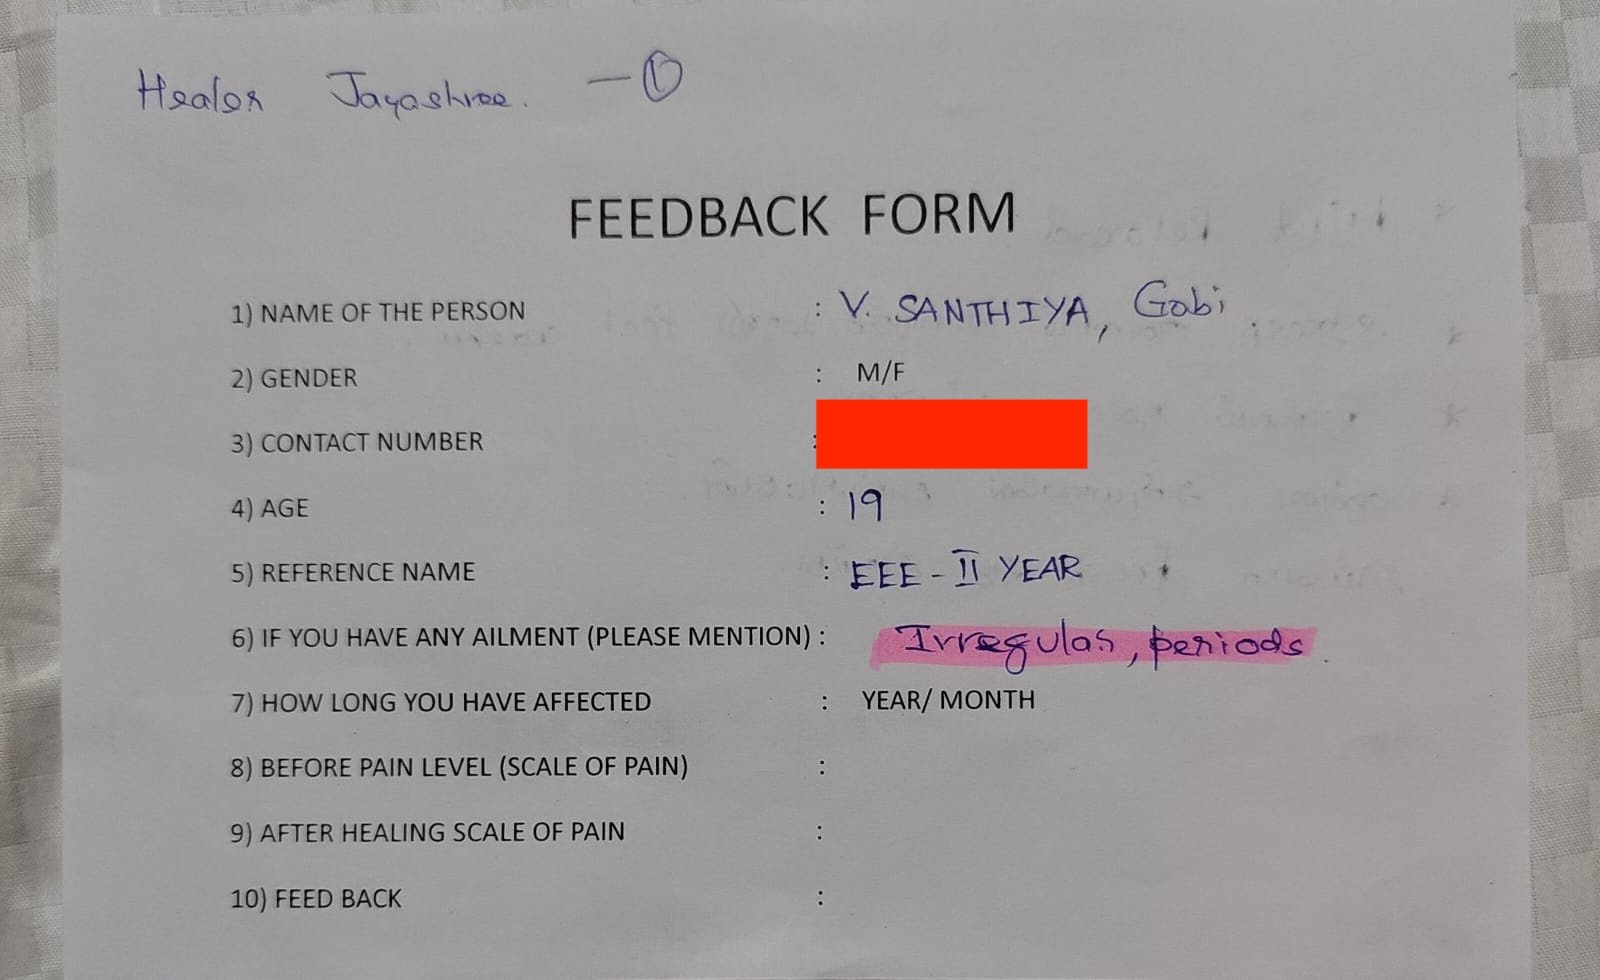 Healer Jayashree. - ①
FEEDBACK FORM
1) NAME OF THE PERSON : V. SANTHIYA, Gobi.
2) GENDER : M/F
3) CONTACT NUMBER :
4) AGE : 19
5) REFERENCE NAME : EEE - II YEAR
6) IF YOU HAVE ANY AILMENT (PLEASE MENTION) : Irregular, periods.
7) HOW LONG YOU HAVE AFFECTED : YEAR/ MONTH
8) BEFORE PAIN LEVEL (SCALE OF PAIN) :
9) AFTER HEALING SCALE OF PAIN :
10) FEED BACK :